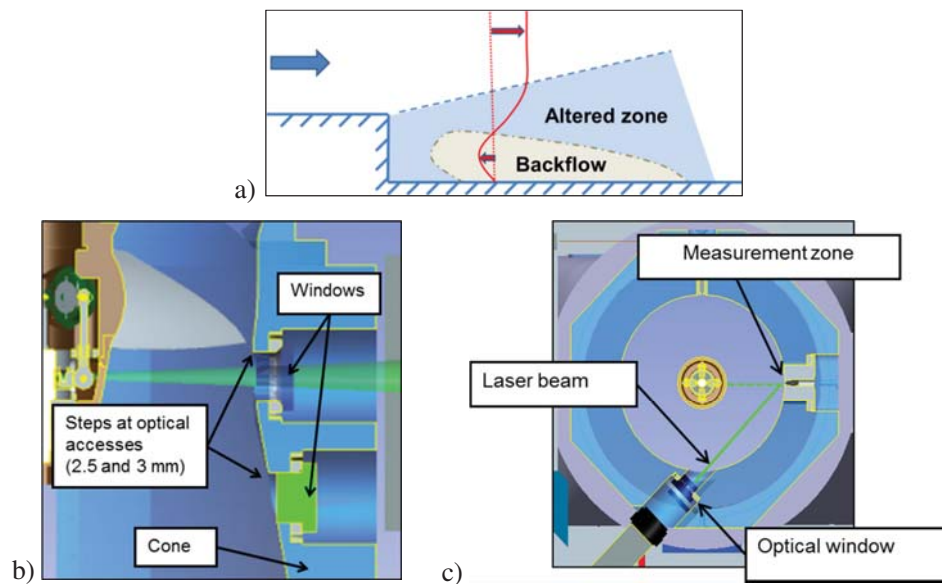 Altered zone
Backflow
a)
Windows
Steps at optical
accesses
(2.5 and 3 mm)
Cone
b)
Measurement zone
Laser beam
Optical window
c)